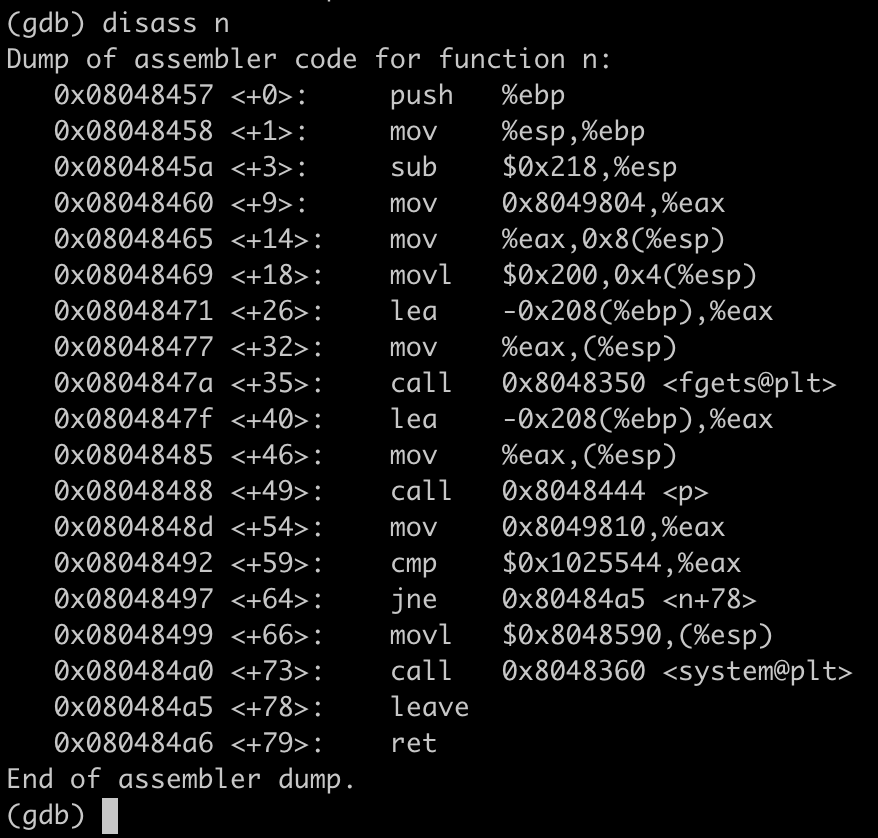 (gdb) disass n
Dump of assembler code for function n:
   0x08048457 <+0>:     push   %ebp
   0x08048458 <+1>:     mov    %esp,%ebp
   0x0804845a <+3>:     sub    $0x218,%esp
   0x08048460 <+9>:     mov    0x8049804,%eax
   0x08048465 <+14>:    mov    %eax,0x8(%esp)
   0x08048469 <+18>:    movl   $0x200,0x4(%esp)
   0x08048471 <+26>:    lea    -0x208(%ebp),%eax
   0x08048477 <+32>:    mov    %eax,(%esp)
   0x0804847a <+35>:    call   0x8048350 <fgets@plt>
   0x0804847f <+40>:    lea    -0x208(%ebp),%eax
   0x08048485 <+46>:    mov    %eax,(%esp)
   0x08048488 <+49>:    call   0x8048444 <p>
   0x0804848d <+54>:    mov    0x8049810,%eax
   0x08048492 <+59>:    cmp    $0x1025544,%eax
   0x08048497 <+64>:    jne    0x80484a5 <n+78>
   0x08048499 <+66>:    movl   $0x8048590,(%esp)
   0x080484a0 <+73>:    call   0x8048360 <system@plt>
   0x080484a5 <+78>:    leave
   0x080484a6 <+79>:    ret
End of assembler dump.
(gdb)